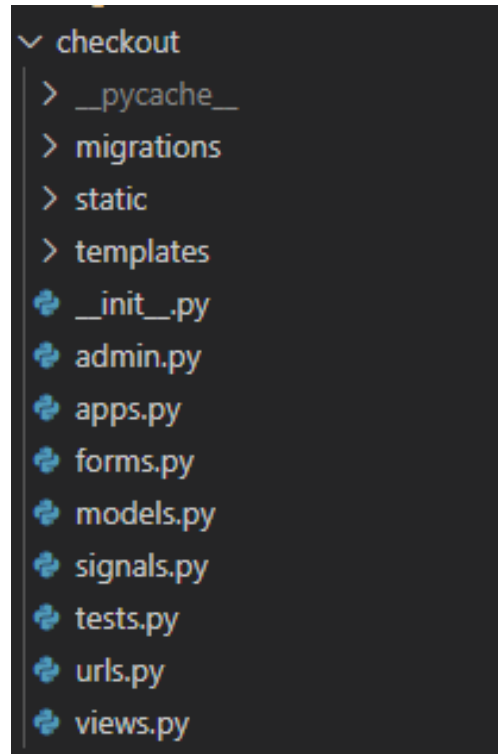 checkout
__pycache__
migrations
static
templates
__init__.py
admin.py
apps.py
forms.py
models.py
signals.py
tests.py
urls.py
views.py